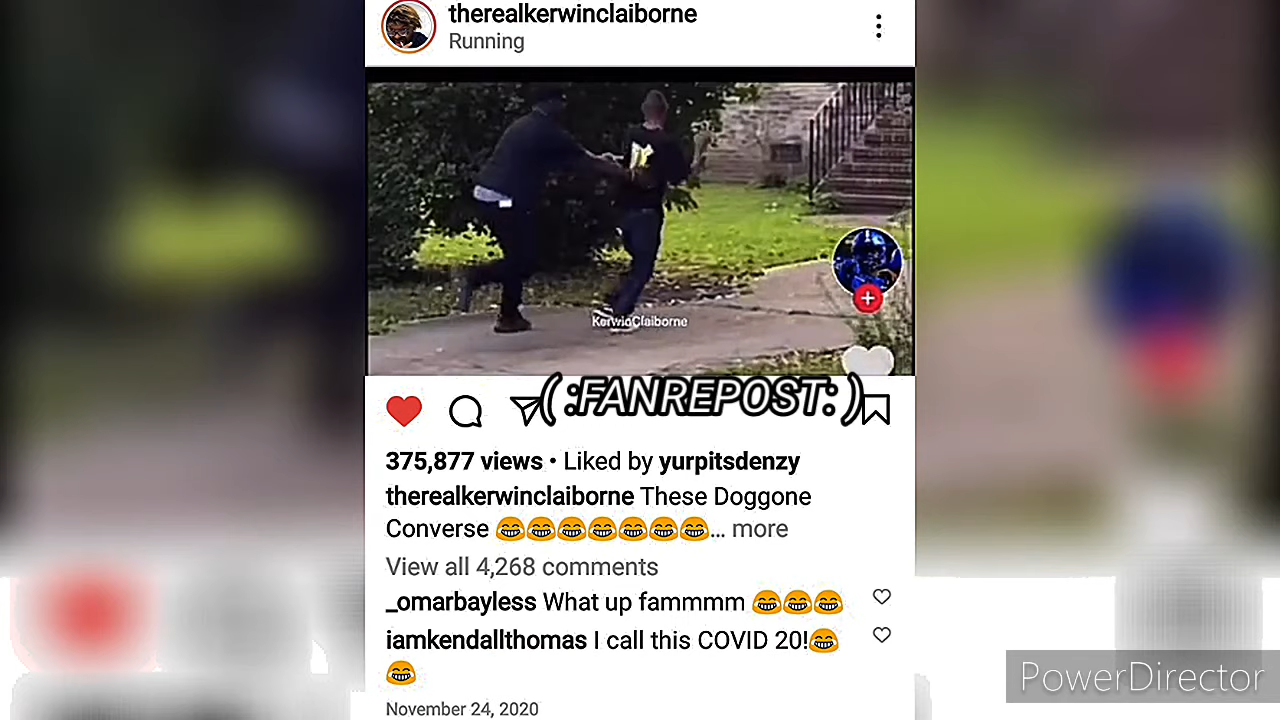 therealkerwinclaiborne
Running
KerwinClaiborne
( :FANREPOST: )
375,877 views • Liked by yurpitsdenzy
therealkerwinclaiborne These Doggone
Converse 😂😂😂😂😂😂😂... more
View all 4,268 comments
_omarbayless What up fammmm 😂😂😂
iamkendallthomas I call this COVID 20!😂
😂
November 24, 2020
PowerDirector